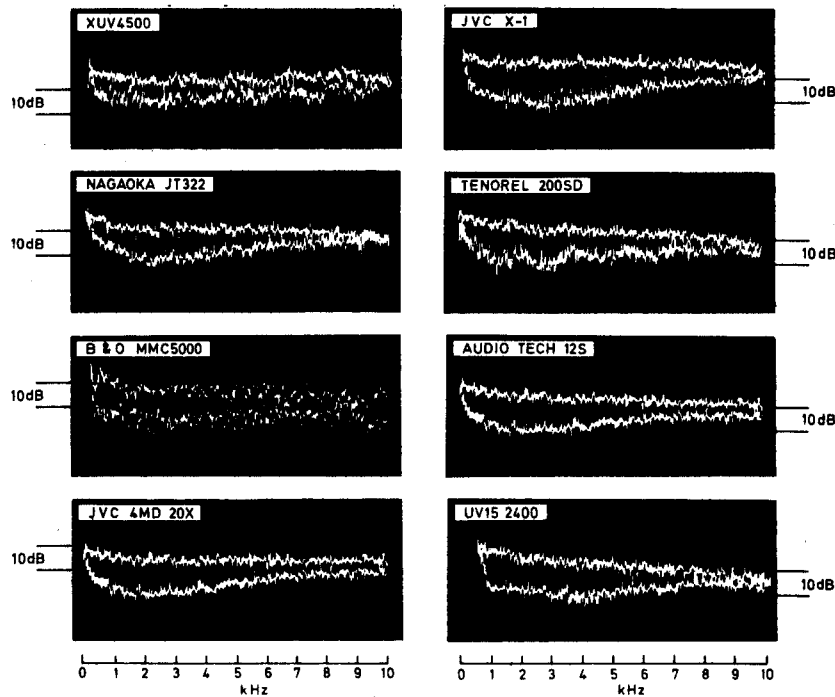 XUV4500
JVC X-1
10dB
10dB
NAGAOKA JT322
TENOREL 200SD
10dB
10dB
B & O MMC5000
AUDIO TECH 12S
10dB
10dB
JVC 4MD 20X
UV15 2400
10dB
10dB
0 1 2 3 4 5 6 7 8 9 10
kHz
0 1 2 3 4 5 6 7 8 9 10
kHz